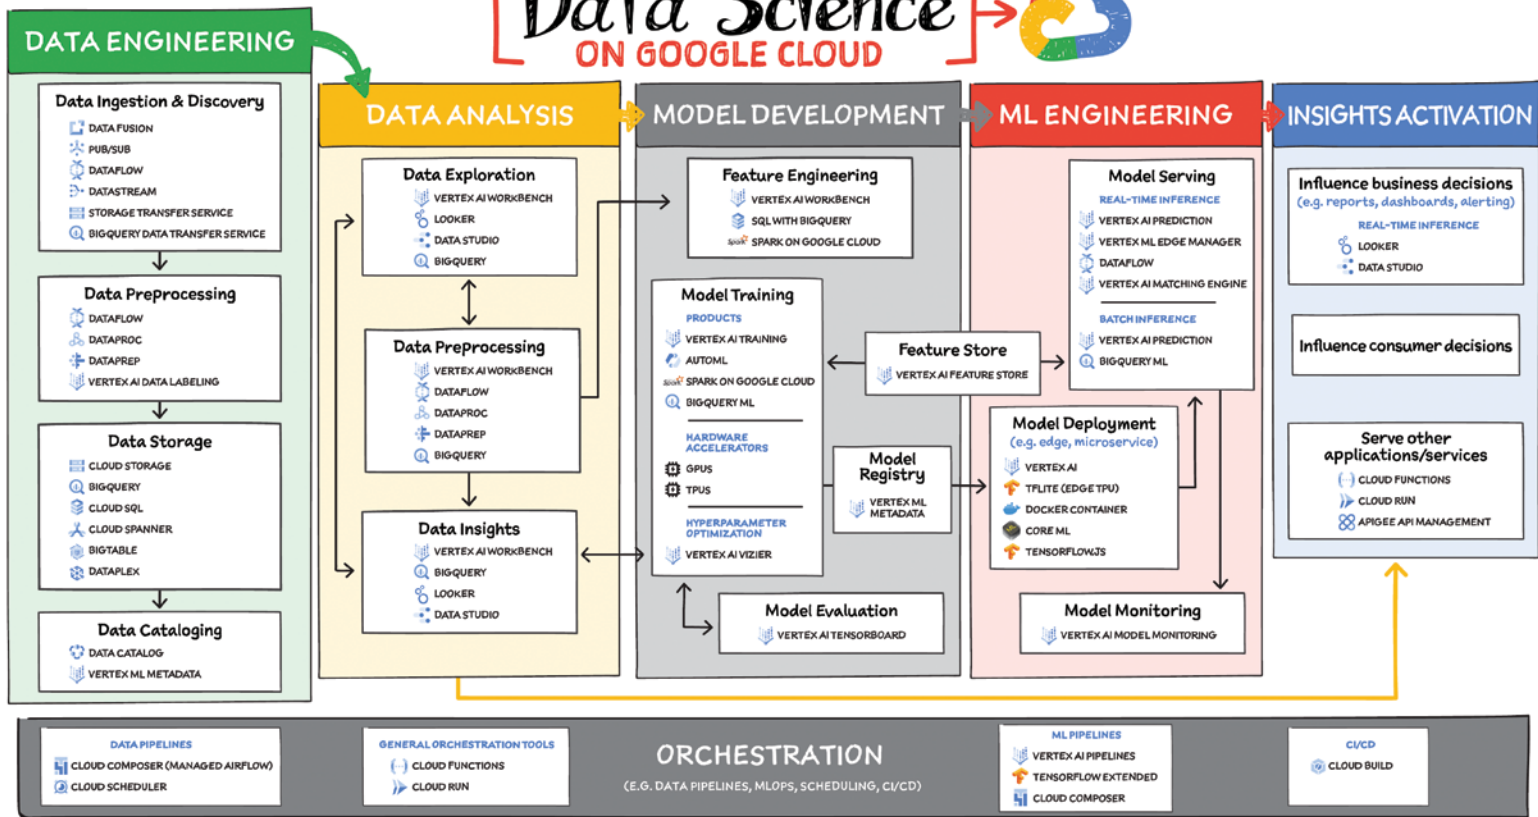 Data Science
ON GOOGLE CLOUD
DATA ENGINEERING
Data Ingestion & Discovery
DATA FUSION
PUB/SUB
DATAFLOW
DATASTREAM
STORAGE TRANSFER SERVICE
BIGQUERY DATA TRANSFER SERVICE
Data Preprocessing
DATAFLOW
DATAPROC
DATAPREP
VERTEX AI DATA LABELING
Data Storage
CLOUD STORAGE
BIGQUERY
CLOUD SQL
CLOUD SPANNER
BIGTABLE
DATAPLEX
Data Cataloging
DATA CATALOG
VERTEX ML METADATA
DATA ANALYSIS
Data Exploration
VERTEX AI WORKBENCH
LOOKER
DATA STUDIO
BIGQUERY
Data Preprocessing
VERTEX AI WORKBENCH
DATAFLOW
DATAPROC
DATAPREP
BIGQUERY
Data Insights
VERTEX AI WORKBENCH
BIGQUERY
LOOKER
DATA STUDIO
MODEL DEVELOPMENT
Feature Engineering
VERTEX AI WORKBENCH
SQL WITH BIGQUERY
Spark SPARK ON GOOGLE CLOUD
Model Training
PRODUCTS
VERTEX AI TRAINING
AUTOML
Spark SPARK ON GOOGLE CLOUD
BIGQUERY ML
HARDWARE
ACCELERATORS
GPUS
TPUS
HYPERPARAMETER
OPTIMIZATION
VERTEX AI VIZIER
Model Evaluation
VERTEX AI TENSORBOARD
Feature Store
VERTEX AI FEATURE STORE
Model
Registry
VERTEX ML
METADATA
ML ENGINEERING
Model Serving
REAL-TIME INFERENCE
VERTEX AI PREDICTION
VERTEX ML EDGE MANAGER
DATAFLOW
VERTEX AI MATCHING ENGINE
BATCH INFERENCE
VERTEX AI PREDICTION
BIGQUERY ML
Model Deployment
(e.g. edge, microservice)
VERTEX AI
TFLITE (EDGE TPU)
DOCKER CONTAINER
CORE ML
TENSORFLOW.JS
Model Monitoring
VERTEX AI MODEL MONITORING
INSIGHTS ACTIVATION
Influence business decisions
(e.g. reports, dashboards, alerting)
REAL-TIME INFERENCE
LOOKER
DATA STUDIO
Influence consumer decisions
Serve other
applications/services
CLOUD FUNCTIONS
CLOUD RUN
APIGEE API MANAGEMENT
DATA PIPELINES
CLOUD COMPOSER (MANAGED AIRFLOW)
CLOUD SCHEDULER
GENERAL ORCHESTRATION TOOLS
CLOUD FUNCTIONS
CLOUD RUN
ORCHESTRATION
(E.G. DATA PIPELINES, MLOPS, SCHEDULING, CI/CD)
ML PIPELINES
VERTEX AI PIPELINES
TENSORFLOW EXTENDED
CLOUD COMPOSER
CI/CD
CLOUD BUILD